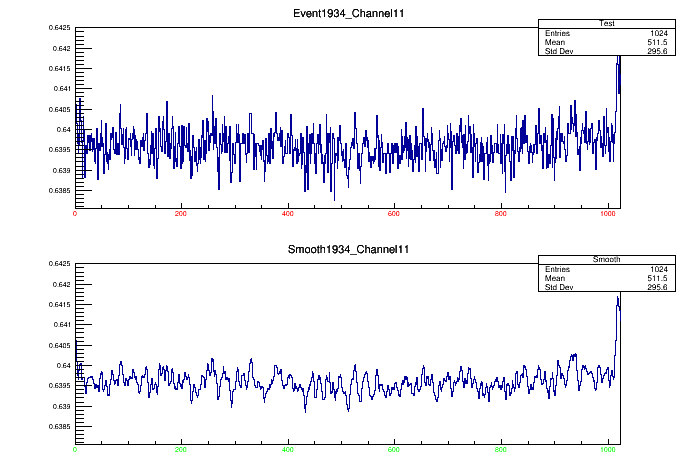 Event1934_Channel11
Test
Entries 1024
Mean 511.5
Std Dev 295.6
0.6425
0.642
0.6415
0.641
0.6405
0.64
0.6395
0.639
0.6385
0 200 400 600 800 1000
Smooth1934_Channel11
Smooth
Entries 1024
Mean 511.5
Std Dev 295.6
0.6425
0.642
0.6415
0.641
0.6405
0.64
0.6395
0.639
0.6385
0 200 400 600 800 1000